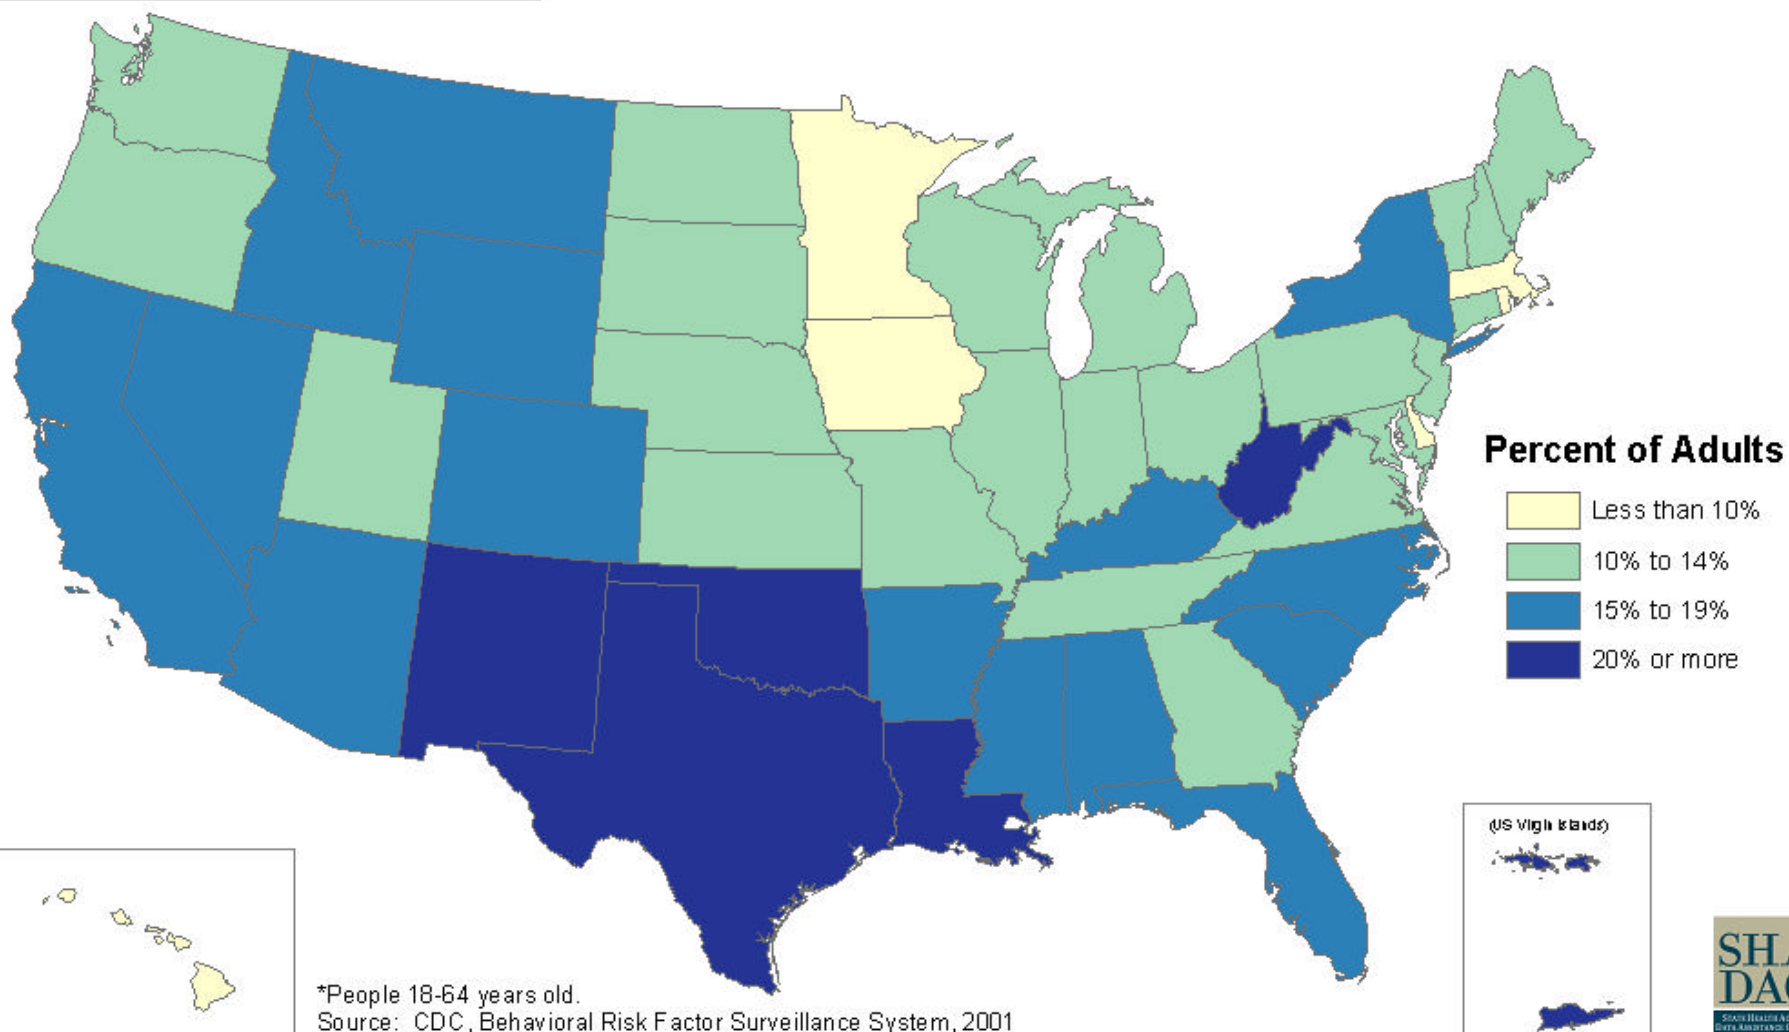 Percent of Adults
Less than 10%
10% to 14%
15% to 19%
20% or more
(US Virgin Islands)
*People 18-64 years old.
Source: CDC, Behavioral Risk Factor Surveillance System, 2001